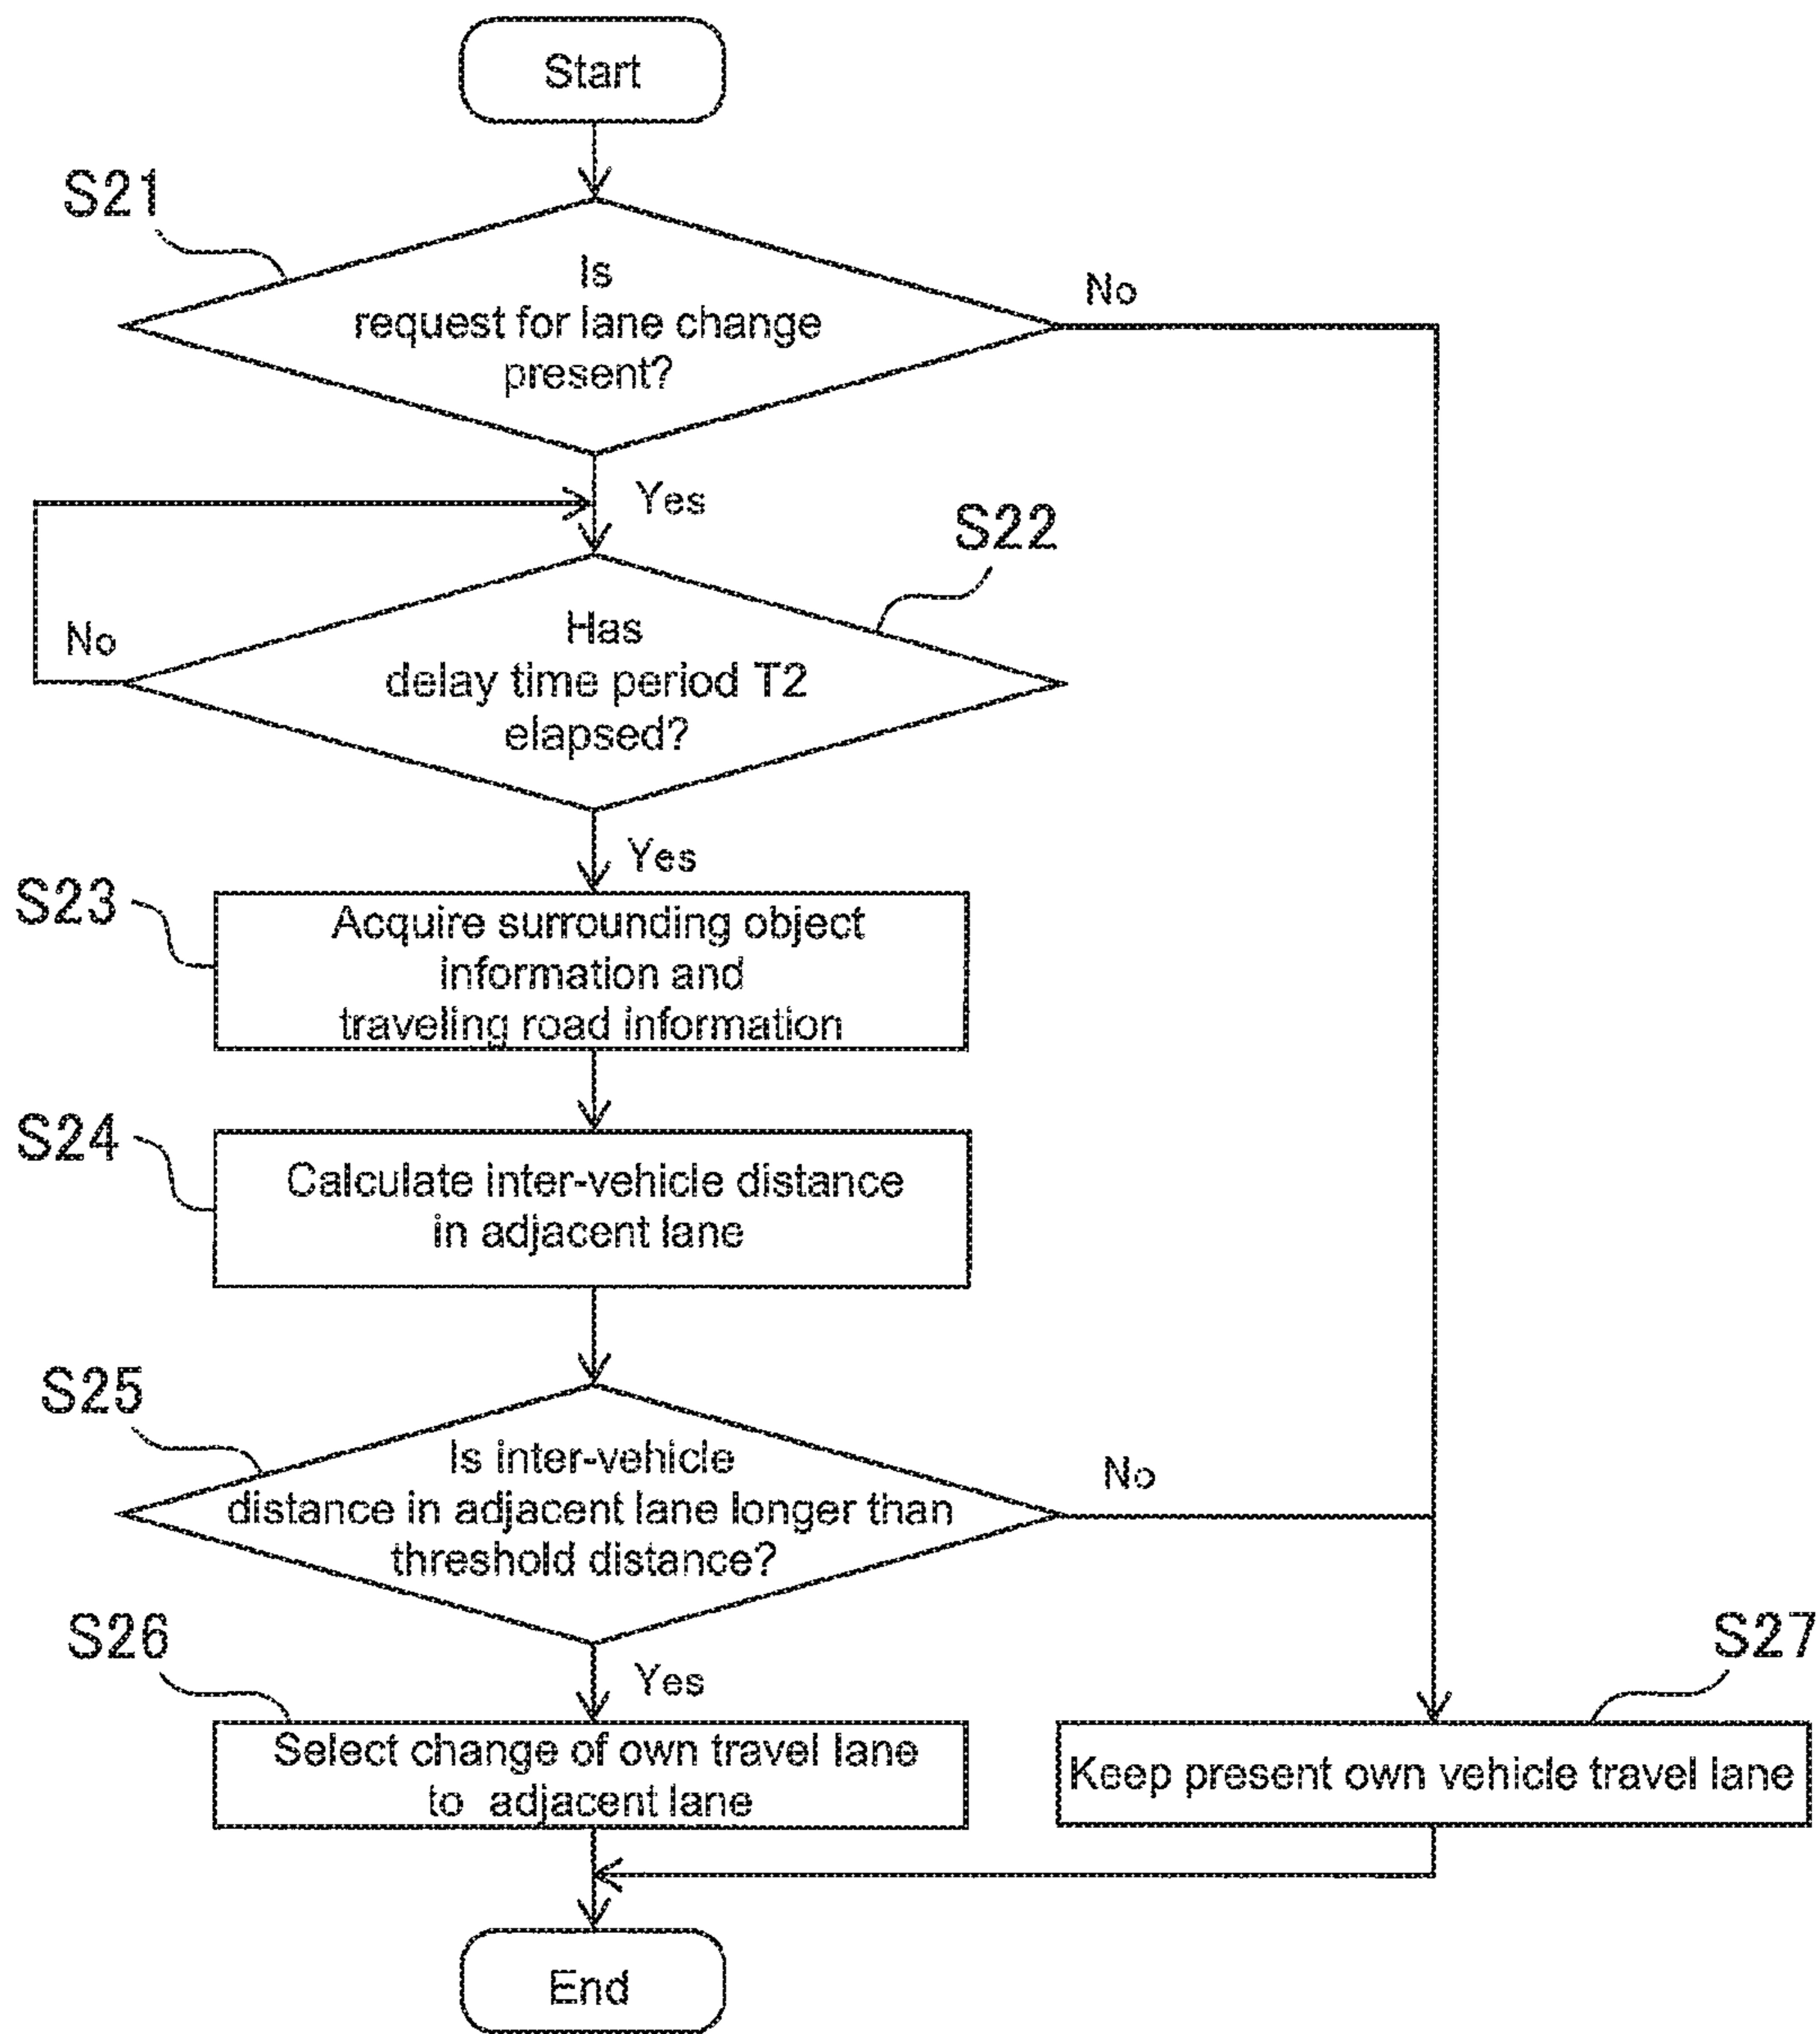 Start
S21
Is
request for lane change
present?
No
Yes
S22
Has
delay time period T2
elapsed?
No
Yes
S23
Acquire surrounding object
information and
traveling road information
S24
Calculate inter-vehicle distance
in adjacent lane
S25
Is inter-vehicle
distance in adjacent lane longer than
threshold distance?
No
Yes
S26
Select change of own travel lane
to adjacent lane
S27
Keep present own vehicle travel lane
End